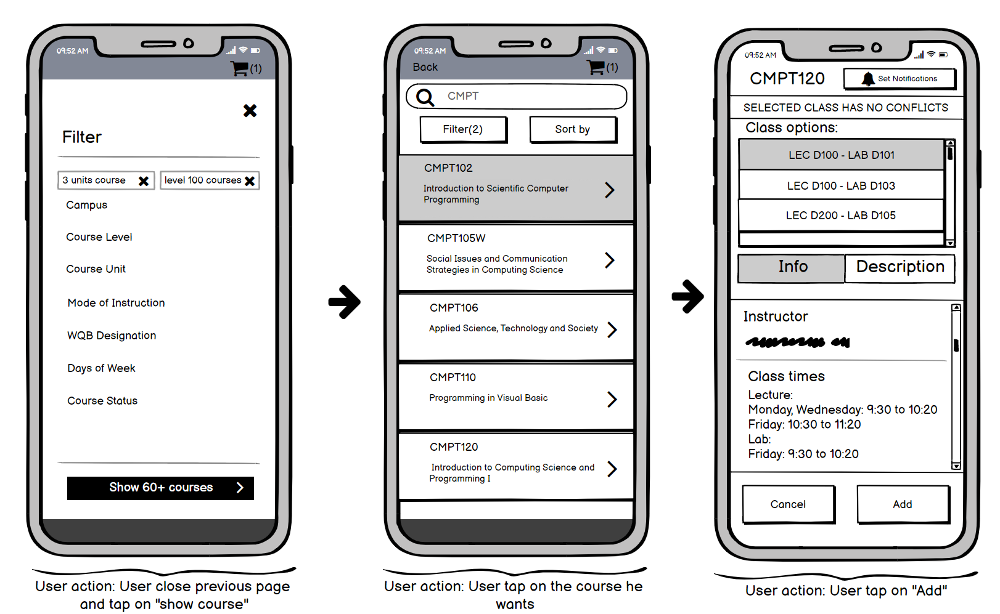 09:52 AM
(1)
Filter
3 units course
level 100 courses
Campus
Course Level
Course Unit
Mode of Instruction
WQB Designation
Days of Week
Course Status
Show 60+ courses
User action: User close previous page
and tap on "show course"
09:52 AM
Back
(1)
CMPT
Filter(2)
Sort by
CMPT102
Introduction to Scientific Computer
Programming
CMPT105W
Social Issues and Communication
Strategies in Computing Science
CMPT106
Applied Science, Technology and Society
CMPT110
Programming in Visual Basic
CMPT120
Introduction to Computing Science and
Programming I
User action: User tap on the course he
wants
09:52 AM
CMPT120
Set Notifications
SELECTED CLASS HAS NO CONFLICTS
Class options:
LEC D100 - LAB D101
LEC D100 - LAB D103
LEC D200 - LAB D105
Info
Description
Instructor
Class times
Lecture:
Monday, Wednesday: 9:30 to 10:20
Friday: 10:30 to 11:20
Lab:
Friday: 9:30 to 10:20
Cancel
Add
User action: User tap on "Add"